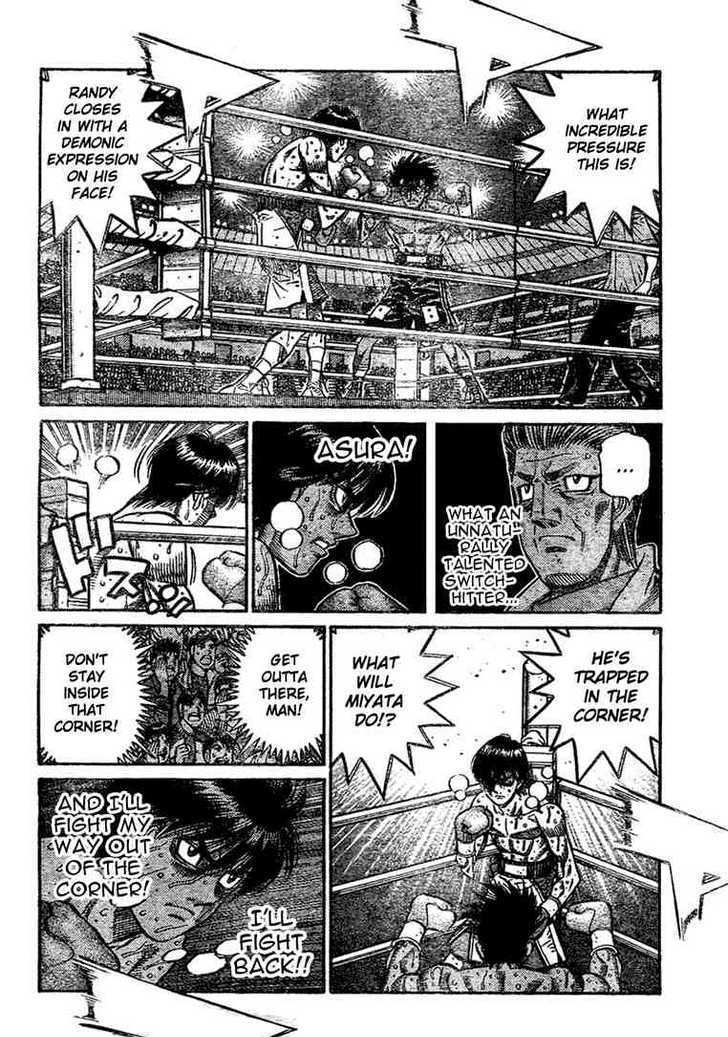 WHAT
INCREDIBLE
PRESSURE
THIS IS!
RANDY
CLOSES
IN WITH A
DEMONIC
EXPRESSION
ON HIS
FACE!
...
WHAT AN
UNNATU-
RALLY
TALENTED
SWITCH-
HITTER...
ASURA!
HE'S
TRAPPED
IN THE
CORNER!
WHAT
WILL
MIYATA
DO!?
GET
OUTTA
THERE,
MAN!
DON'T
STAY
INSIDE
THAT
CORNER!
I'LL
FIGHT
BACK!!
AND I'LL
FIGHT MY
WAY OUT
OF THE
CORNER!